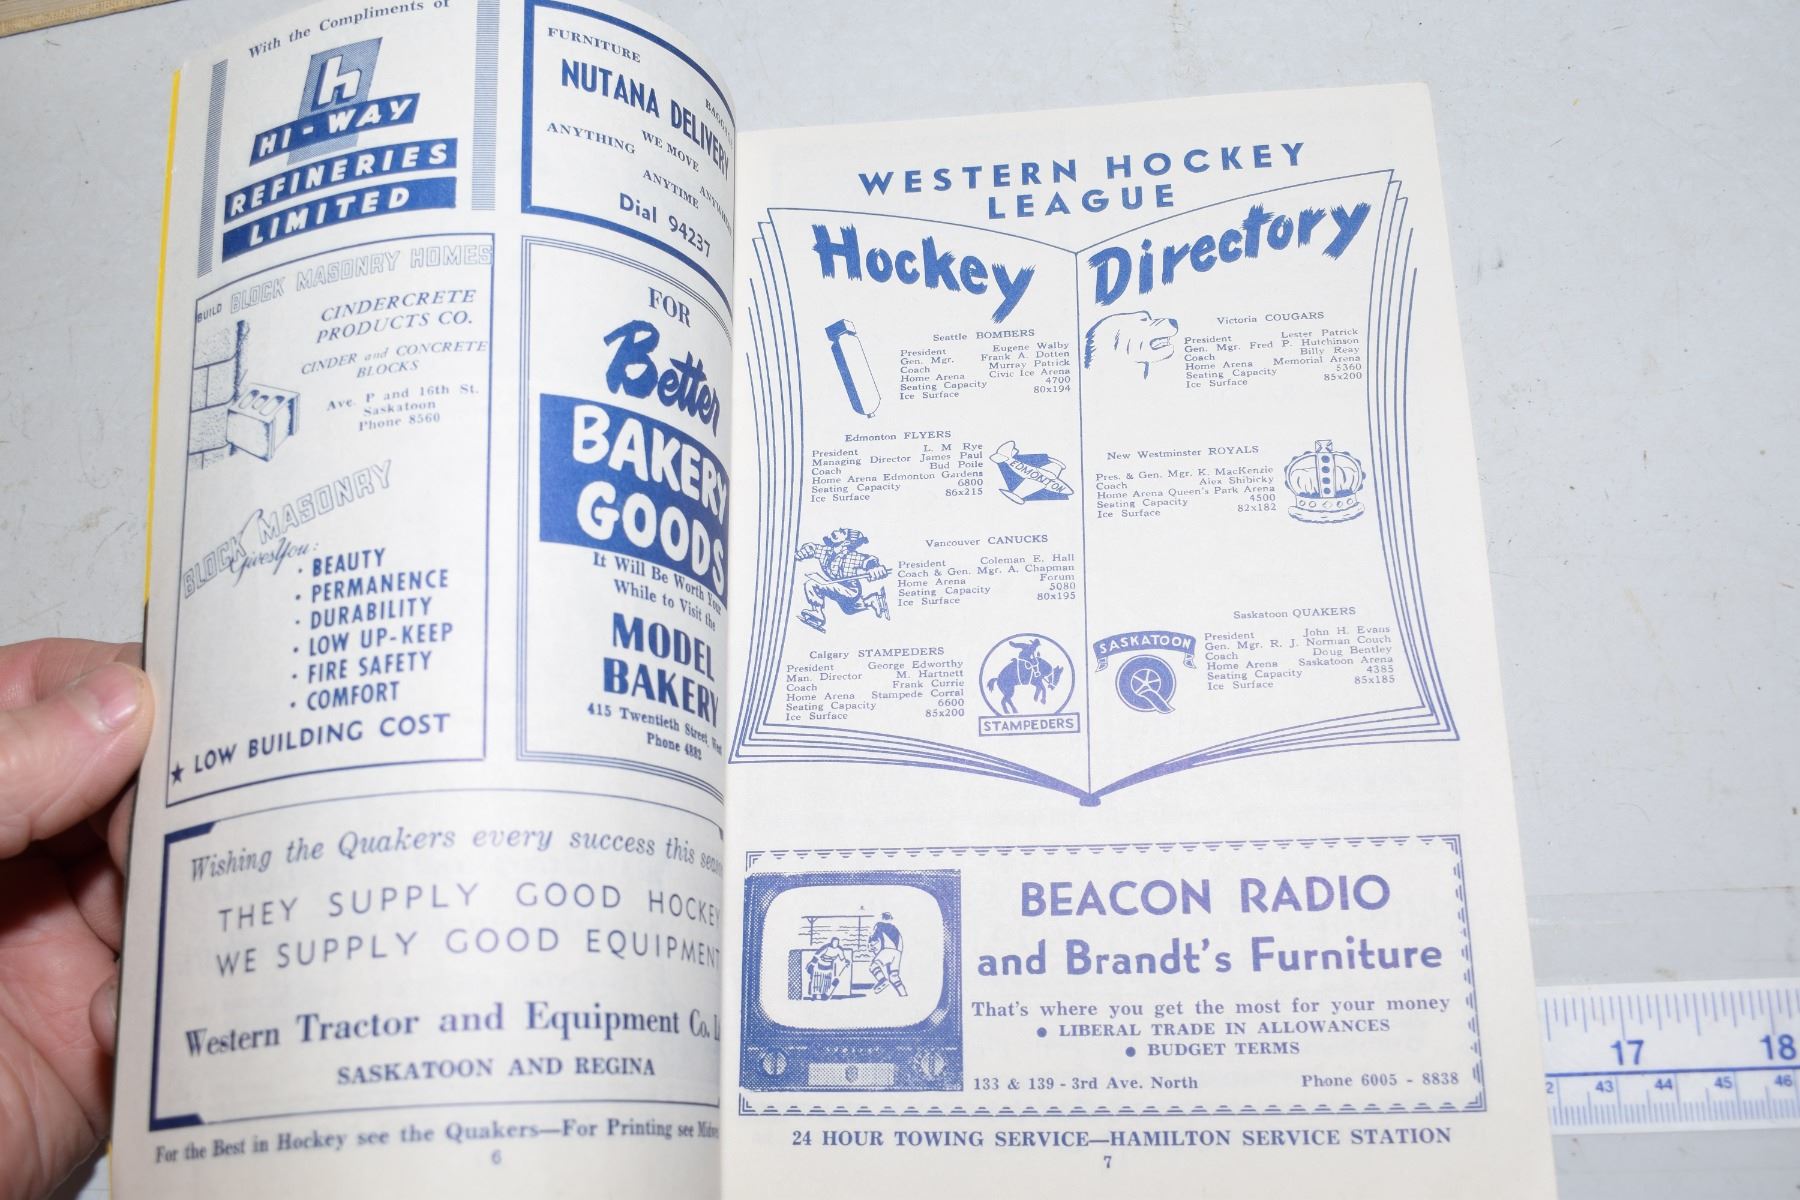 With the Compliments of
h
HI-WAY
REFINERIES
LIMITED
FURNITURE
NUTANA DELIVERY
WE MOVE
ANYTHING
ANYTIME
Dial 94237
BUILD BLOCK MASONRY HOMES
CINDERCRETE
PRODUCTS CO.
CINDER and CONCRETE
BLOCKS
Ave. P and 16th St.
Saskatoon
Phone 8560
BLOCK MASONRY
Gives You:
• BEAUTY
• PERMANENCE
• DURABILITY
• LOW UP-KEEP
• FIRE SAFETY
• COMFORT
★ LOW BUILDING COST
FOR
Better
BAKERY
GOODS
It Will Be Worth Your
While to Visit the
MODEL
BAKERY
415 Twentieth Street, West
Phone 4882
Wishing the Quakers every success this
THEY SUPPLY GOOD HOCKEY
WE SUPPLY GOOD EQUIPMENT
Western Tractor and Equipment Co.
SASKATOON AND REGINA
For the Best in Hockey see the Quakers—For Printing see
6
WESTERN HOCKEY
LEAGUE
Hockey Directory
Seattle BOMBERS
President Eugene Walby
Gen. Mgr. Frank A. Dotten
Coach Murray Patrick
Home Arena Civic Ice Arena
Seating Capacity 4700
Ice Surface 80x194
Edmonton FLYERS
President L. M Rye
Managing Director James Paul
Coach Bud Poile
Home Arena Edmonton Gardens
Seating Capacity 6800
Ice Surface 86x215
EDMONTON
Vancouver CANUCKS
President Coleman E. Hall
Coach & Gen. Mgr. A. Chapman
Home Arena Forum
Seating Capacity 5080
Ice Surface 80x195
Calgary STAMPEDERS
President George Edworthy
Man. Director M. Hartnett
Coach Frank Currie
Home Arena Stampede Corral
Seating Capacity 6600
Ice Surface 85x200
STAMPEDERS
Victoria COUGARS
President Lester Patrick
Gen. Mgr. Fred P. Hutchinson
Coach Billy Reay
Home Arena Memorial Arena
Seating Capacity 5360
Ice Surface 85x200
New Westminster ROYALS
Pres. & Gen. Mgr. K. MacKenzie
Coach Alex Shibicky
Home Arena Queen's Park Arena
Seating Capacity 4500
Ice Surface 82x182
Saskatoon QUAKERS
President John H. Evans
Gen. Mgr. R. J. Norman Couch
Coach Doug Bentley
Home Arena Saskatoon Arena
Seating Capacity 4385
Ice Surface 85x185
SASKATOON
Q
BEACON RADIO
and Brandt's Furniture
That's where you get the most for your money
• LIBERAL TRADE IN ALLOWANCES
• BUDGET TERMS
133 & 139 - 3rd Ave. North Phone 6005 - 8838
24 HOUR TOWING SERVICE—HAMILTON SERVICE STATION
7
17 18
43 44 45 46